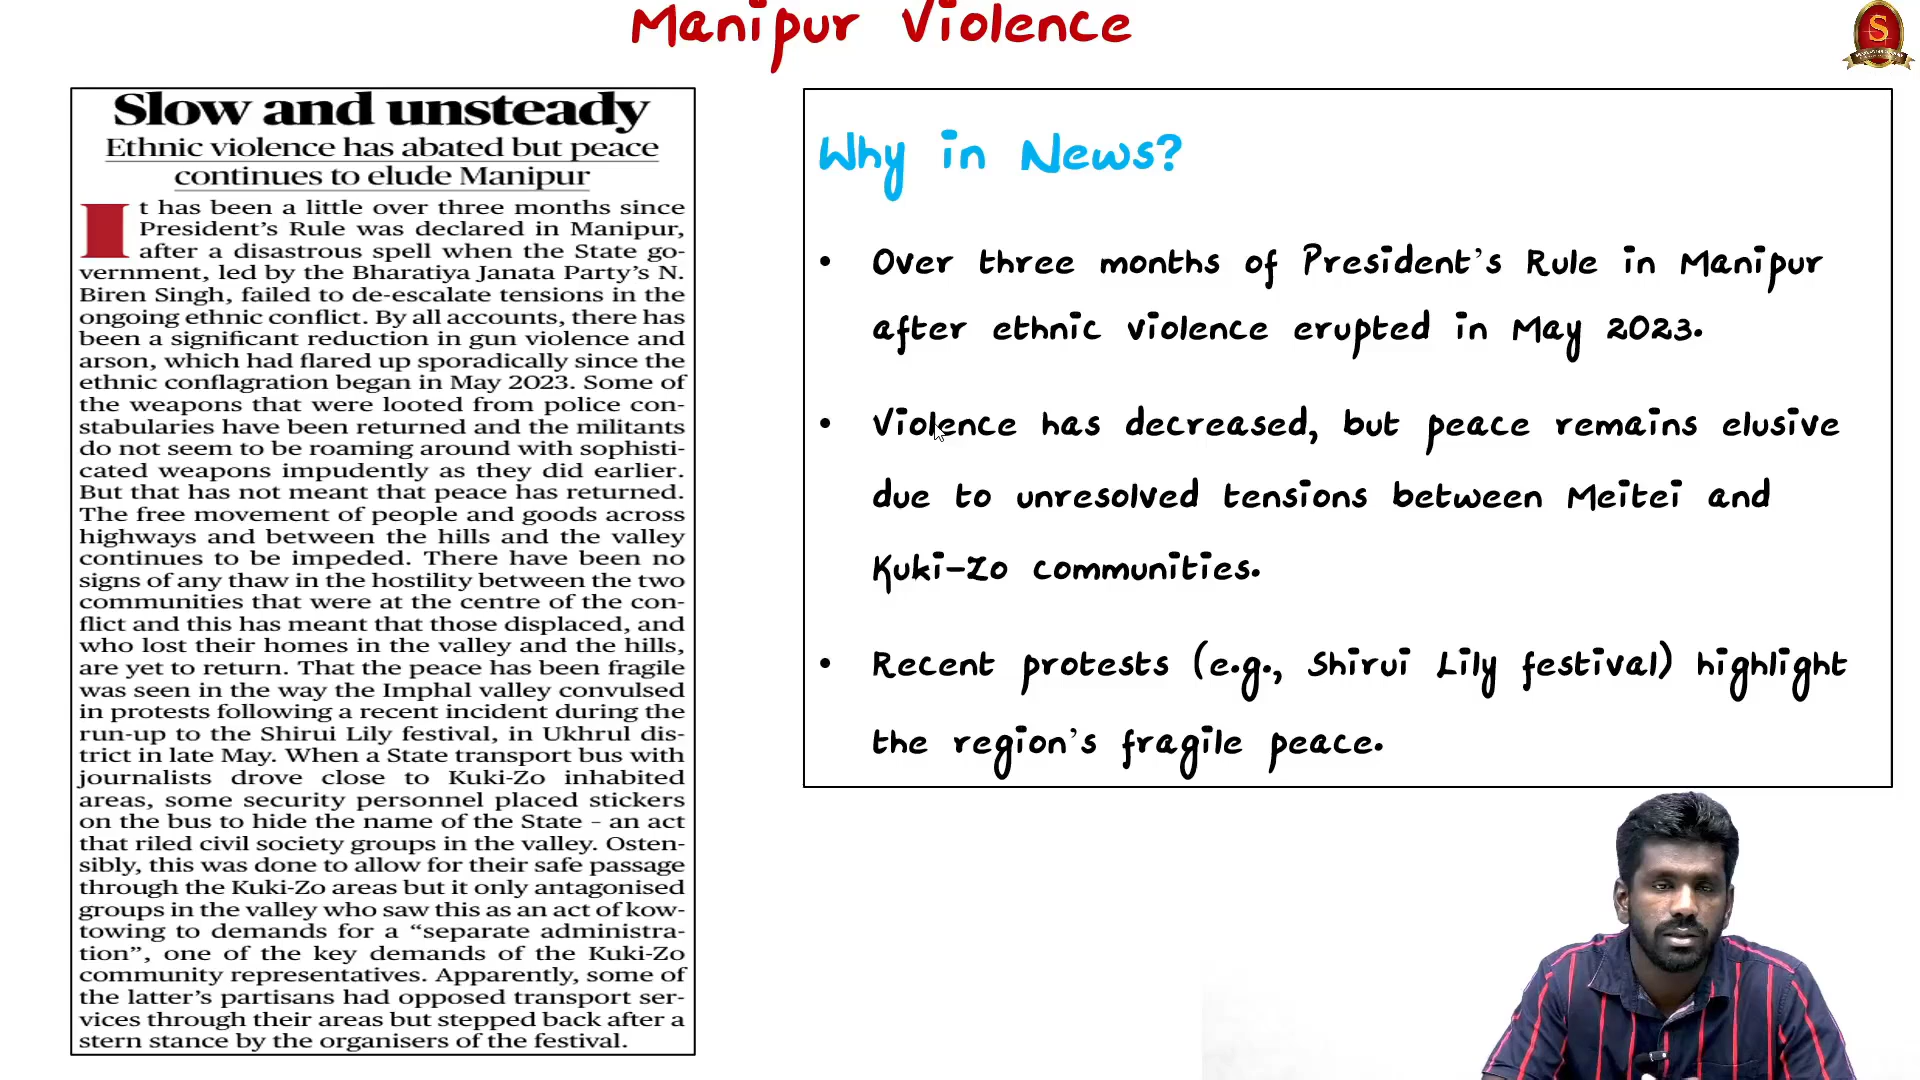 Manipur Violence
S
Slow and unsteady
Ethnic violence has abated but peace
continues to elude Manipur
It has been a little over three months since
President's Rule was declared in Manipur,
after a disastrous spell when the State go-
vernment, led by the Bharatiya Janata Party's N.
Biren Singh, failed to de-escalate tensions in the
ongoing ethnic conflict. By all accounts, there has
been a significant reduction in gun violence and
arson, which had flared up sporadically since the
ethnic conflagration began in May 2023. Some of
the weapons that were looted from police con-
stabularies have been returned and the militants
do not seem to be roaming around with sophisti-
cated weapons impudently as they did earlier.
But that has not meant that peace has returned.
The free movement of people and goods across
highways and between the hills and the valley
continues to be impeded. There have been no
signs of any thaw in the hostility between the two
communities that were at the centre of the con-
flict and this has meant that those displaced, and
who lost their homes in the valley and the hills,
are yet to return. That the peace has been fragile
was seen in the way the Imphal valley convulsed
in protests following a recent incident during the
run-up to the Shirui Lily festival, in Ukhrul dis-
trict in late May. When a State transport bus with
journalists drove close to Kuki-Zo inhabited
areas, some security personnel placed stickers
on the bus to hide the name of the State – an act
that riled civil society groups in the valley. Osten-
sibly, this was done to allow for their safe passage
through the Kuki-Zo areas but it only antagonised
groups in the valley who saw this as an act of kow-
towing to demands for a “separate administra-
tion”, one of the key demands of the Kuki-Zo
community representatives. Apparently, some of
the latter's partisans had opposed transport ser-
vices through their areas but stepped back after a
stern stance by the organisers of the festival.
Why in News?
• Over three months of President's Rule in Manipur
after ethnic violence erupted in May 2023.
• Violence has decreased, but peace remains elusive
due to unresolved tensions between Meitei and
Kuki-Zo communities.
• Recent protests (e.g., Shirui Lily festival) highlight
the region's fragile peace.